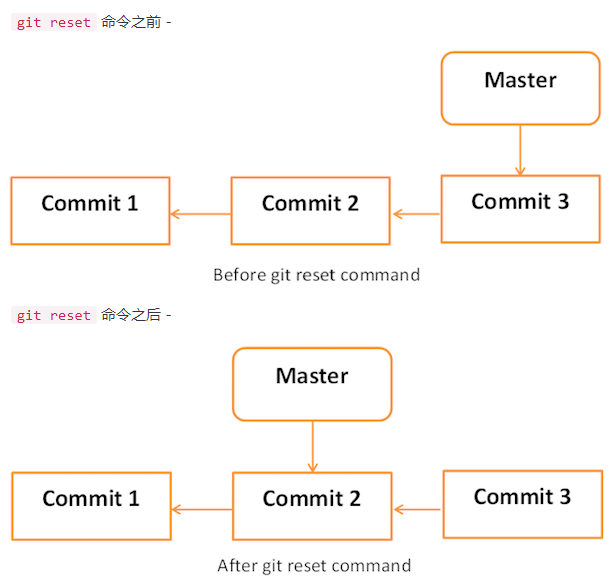 git reset 命令之前 -
Master
Commit 1 Commit 2 Commit 3
Before git reset command
git reset 命令之后 -
Master
Commit 1 Commit 2 Commit 3
After git reset command